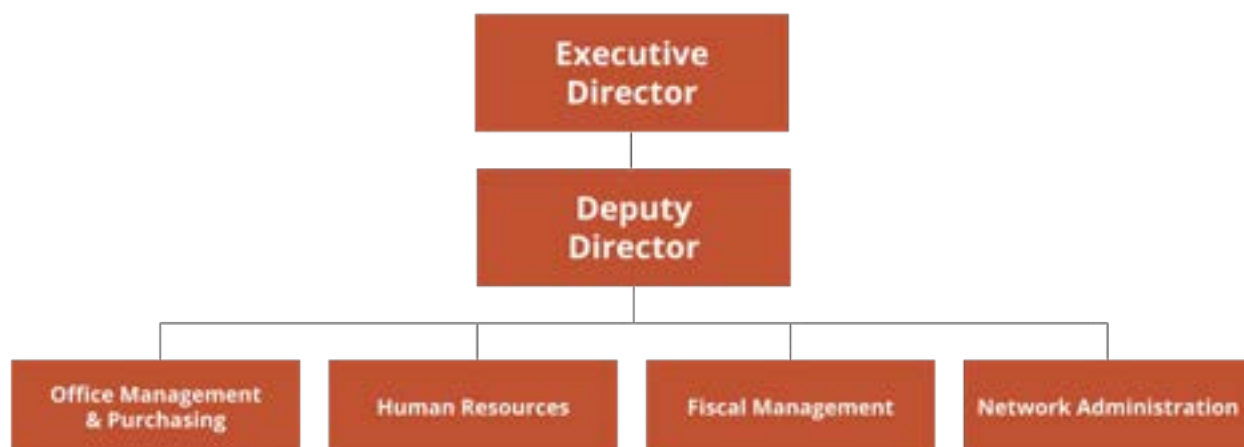 Executive
Director
Deputy
Director
Office Management
& Purchasing
Human Resources
Fiscal Management
Network Administration